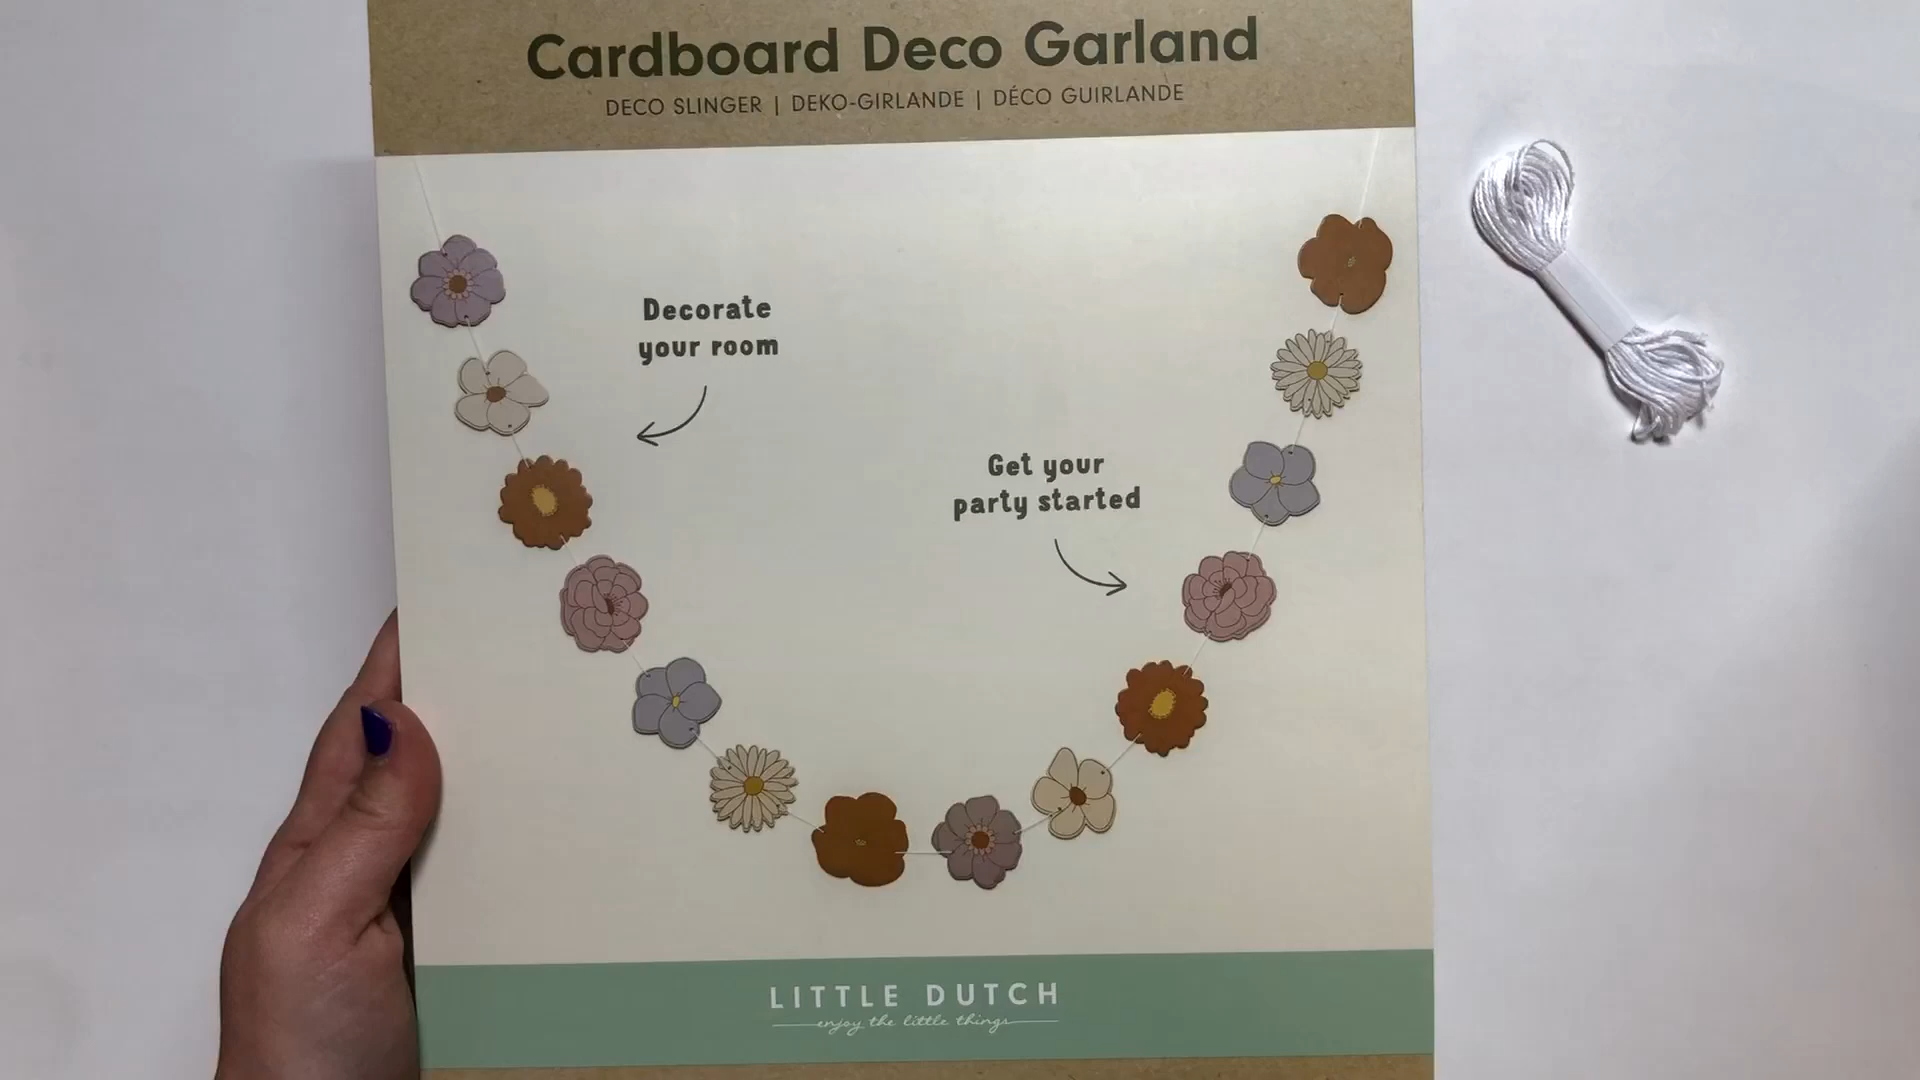 Cardboard Deco Garland
DECO SLINGER | DEKO-GIRLANDE | DÉCO GUIRLANDE
Decorate
your room
Get your
party started
LITTLE DUTCH
enjoy the little things